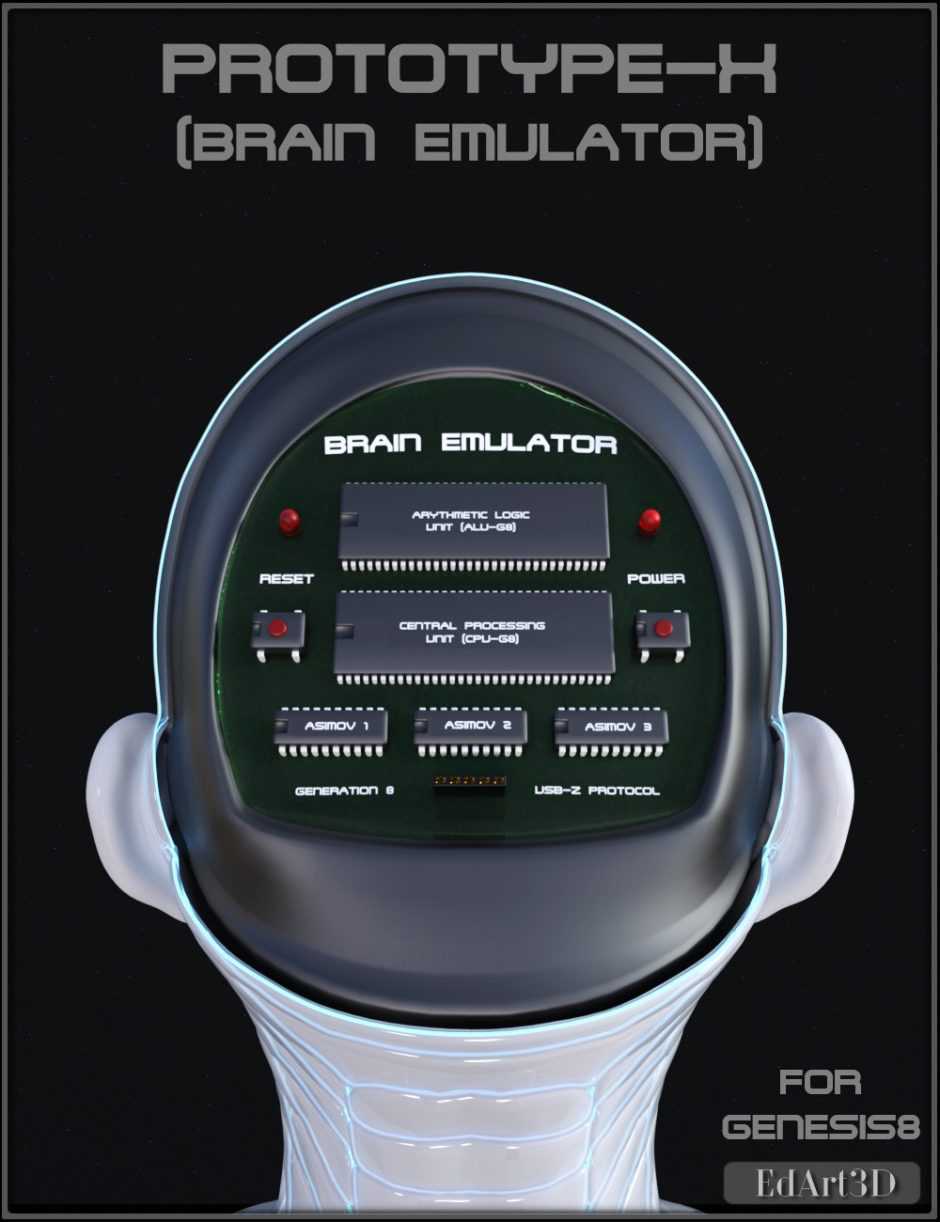 PROTOTYPE-X
(BRAIN EMULATOR)
BRAIN EMULATOR
ARYTHMETIC LOGIC
UNIT (ALU-G8)
RESET
POWER
CENTRAL PROCESSING
UNIT (CPU-G8)
ASIMOV 1
ASIMOV 2
ASIMOV 3
GENERATION 8
USB-Z PROTOCOL
FOR
GENESIS8
EdArt3D